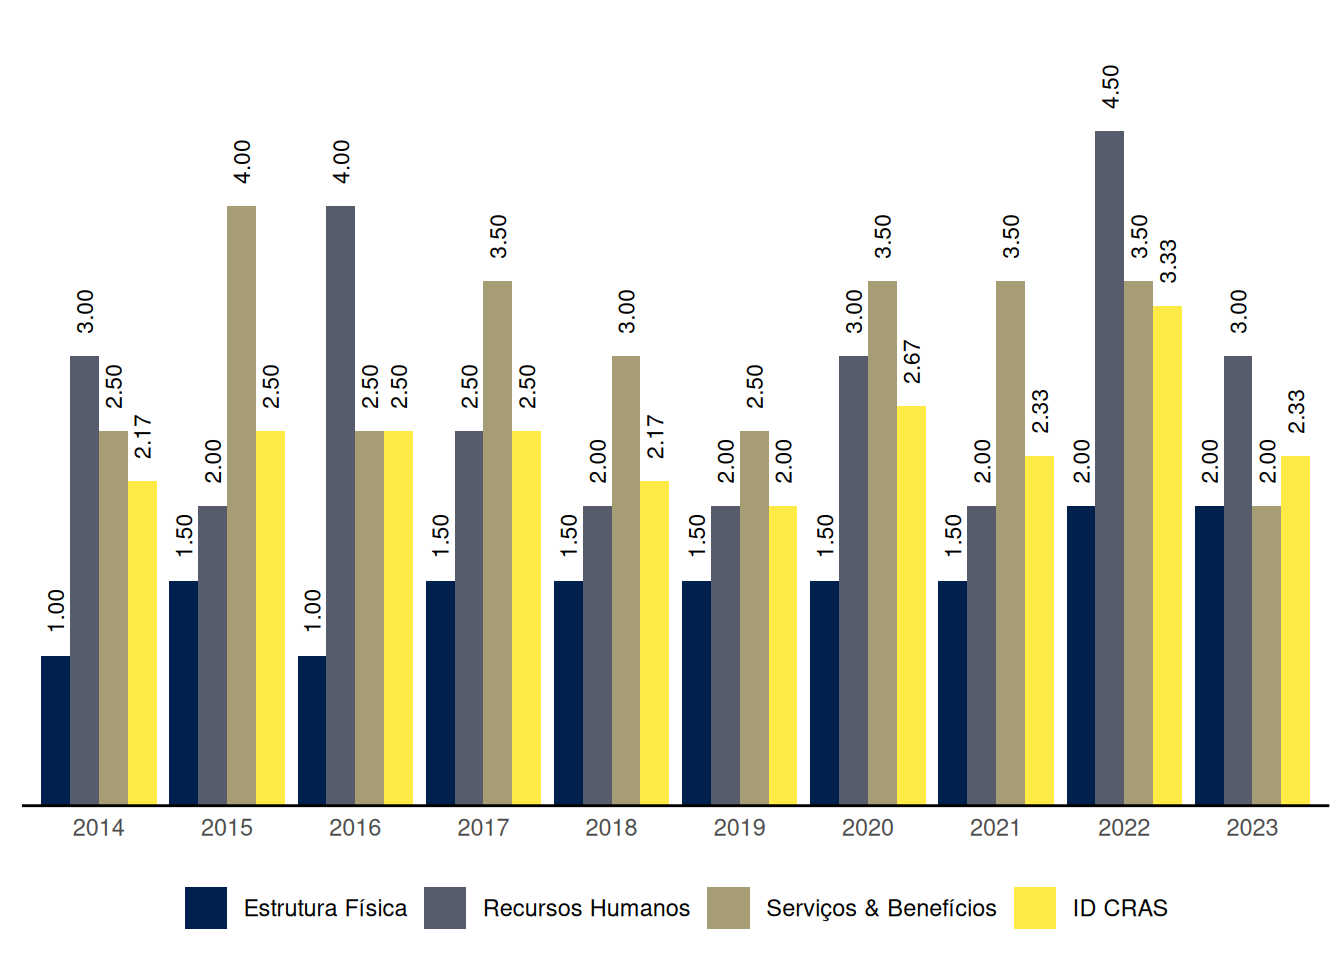 1.00 3.00 2.50 2.17
1.50 2.00 4.00 2.50
1.00 4.00 2.50 2.50
1.50 2.50 3.50 2.50
1.50 2.00 3.00 2.17
1.50 2.00 2.50 2.00
1.50 3.00 3.50 2.67
1.50 2.00 3.50 2.33
2.00 4.50 3.50 3.33
2.00 3.00 2.00 2.33
2014 2015 2016 2017 2018 2019 2020 2021 2022 2023
Estrutura Física Recursos Humanos Serviços & Benefícios ID CRAS